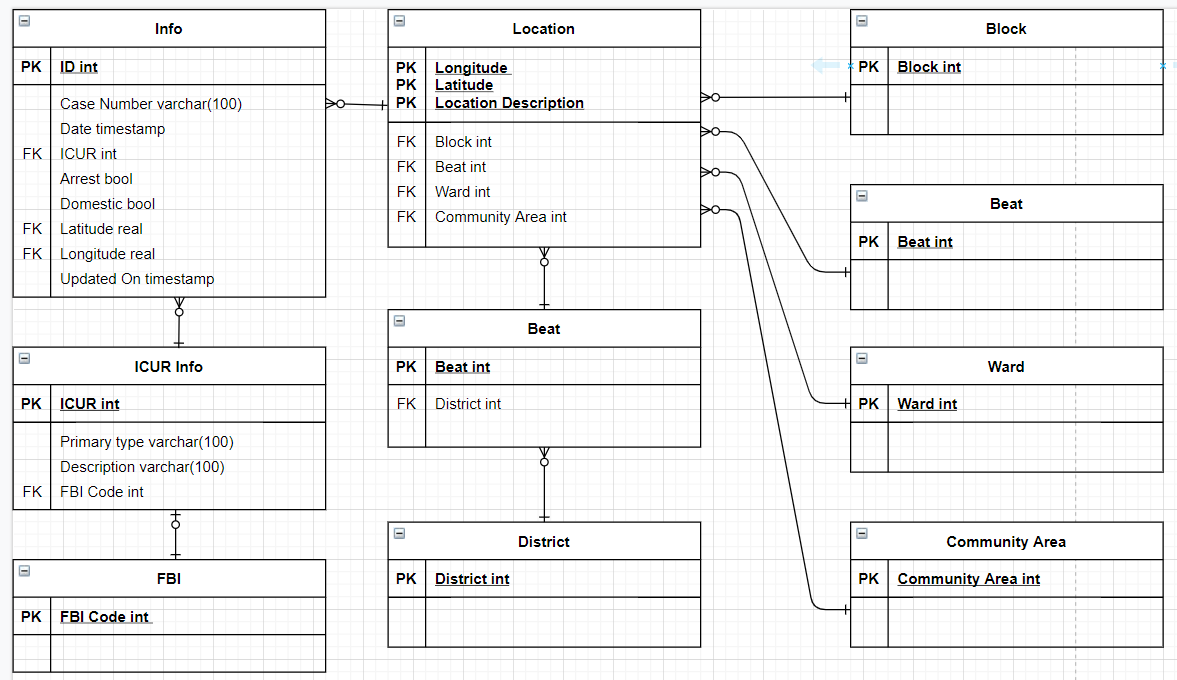 Info
PK ID int
Case Number varchar(100)
Date timestamp
FK ICUR int
Arrest bool
Domestic bool
FK Latitude real
FK Longitude real
Updated On timestamp
ICUR Info
PK ICUR int
Primary type varchar(100)
Description varchar(100)
FK FBI Code int
FBI
PK FBI Code int
Location
PK Longitude
PK Latitude
PK Location Description
FK Block int
FK Beat int
FK Ward int
FK Community Area int
Beat
PK Beat int
FK District int
District
PK District int
Block
PK Block int
Beat
PK Beat int
Ward
PK Ward int
Community Area
PK Community Area int